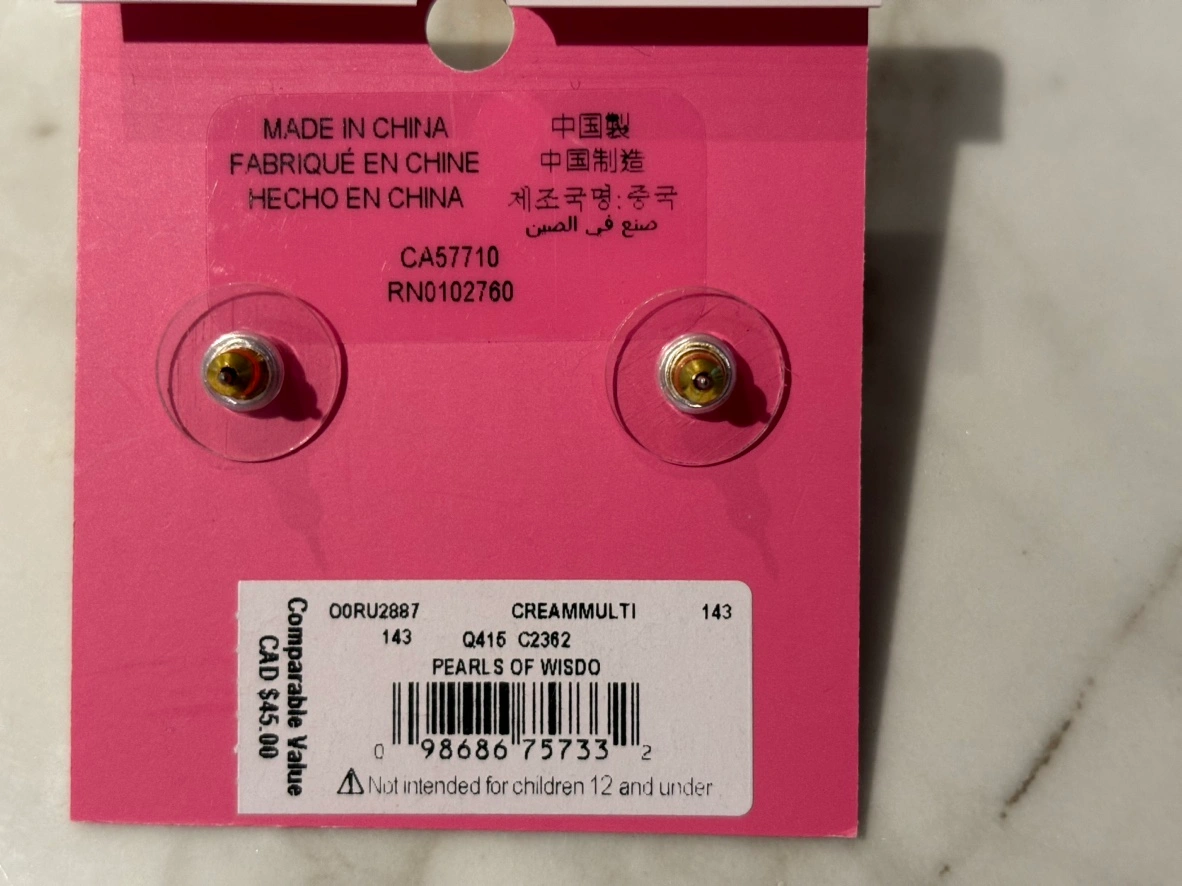 MADE IN CHINA
FABRIQUÉ EN CHINE
HECHO EN CHINA
中国製
中国制造
제조국명:중국
صنع في الصين
CA57710
RN0102760
Comparable Value
CAD $45.00
O0RU2887 CREAMMULTI 143
143 Q415 C2362
PEARLS OF WISDO
0 98686 75733 2
Not intended for children 12 and under